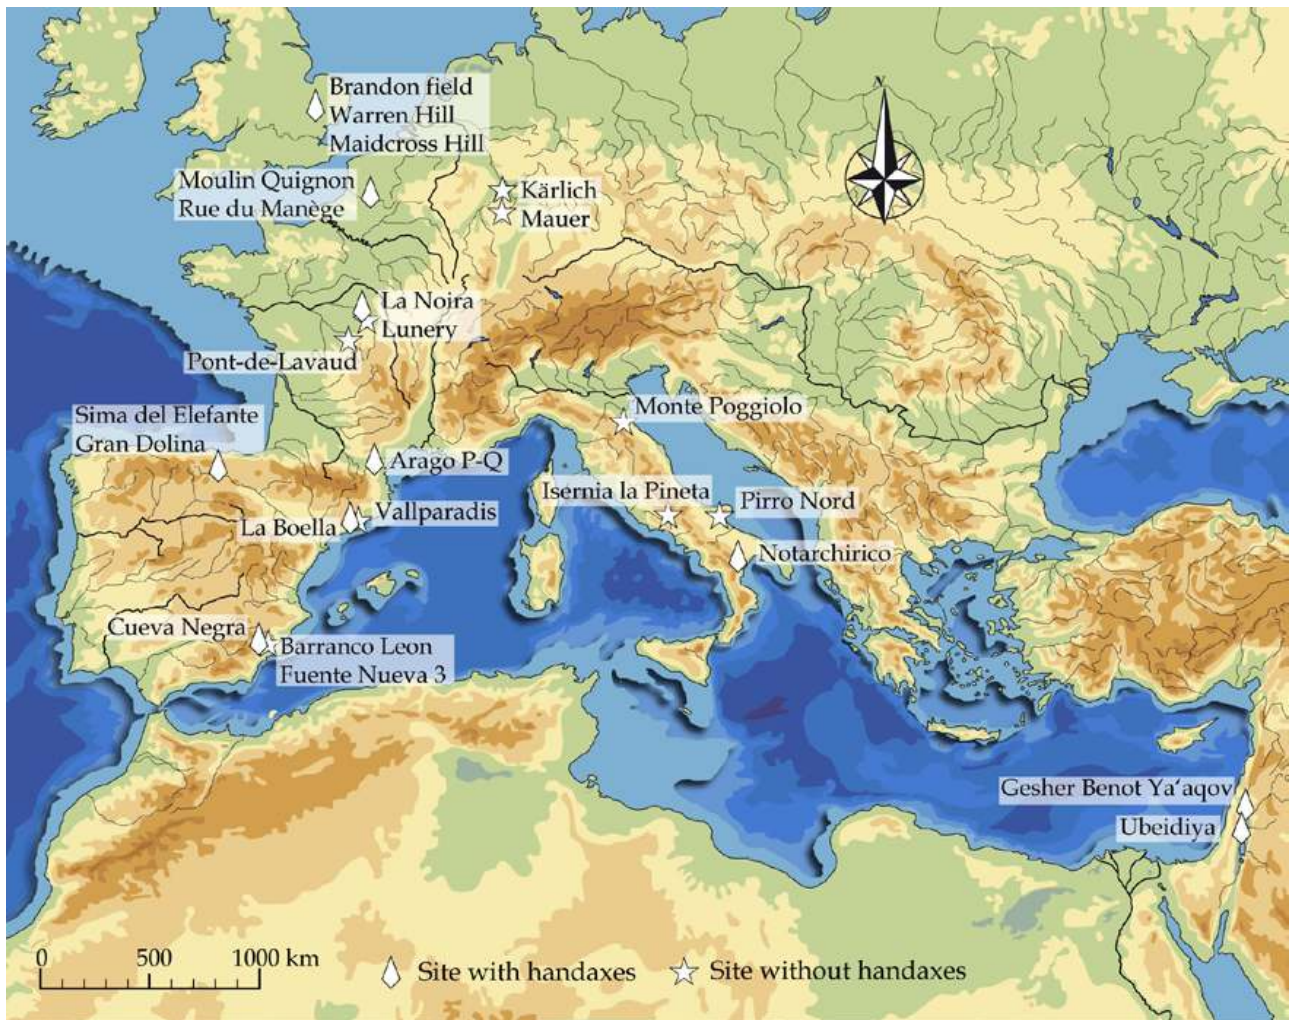 Brandon field
Warren Hill
Maidcross Hill
N
Moulin Quignon
Rue du Manège
Kärlich
Mauer
La Noira
Lunery
Pont-de-Lavaud
Sima del Elefante
Gran Dolina
Monte Poggiolo
Arago P-Q
Isernia la Pineta
Pirro Nord
Vallparadis
La Boella
Notarchirico
Cueva Negra
Barranco Leon
Fuente Nueva 3
Gesher Benot Ya‘aqov
Ubeidiya
0 500 1000 km
Site with handaxes
Site without handaxes